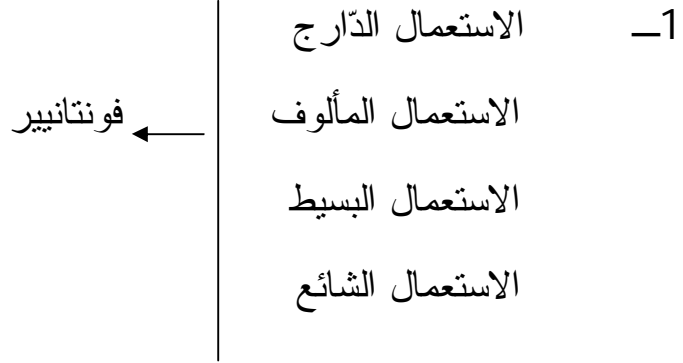 1ـ الاستعمال الدّارج
الاستعمال المألوف
فونتانيير
الاستعمال البسيط
الاستعمال الشائع